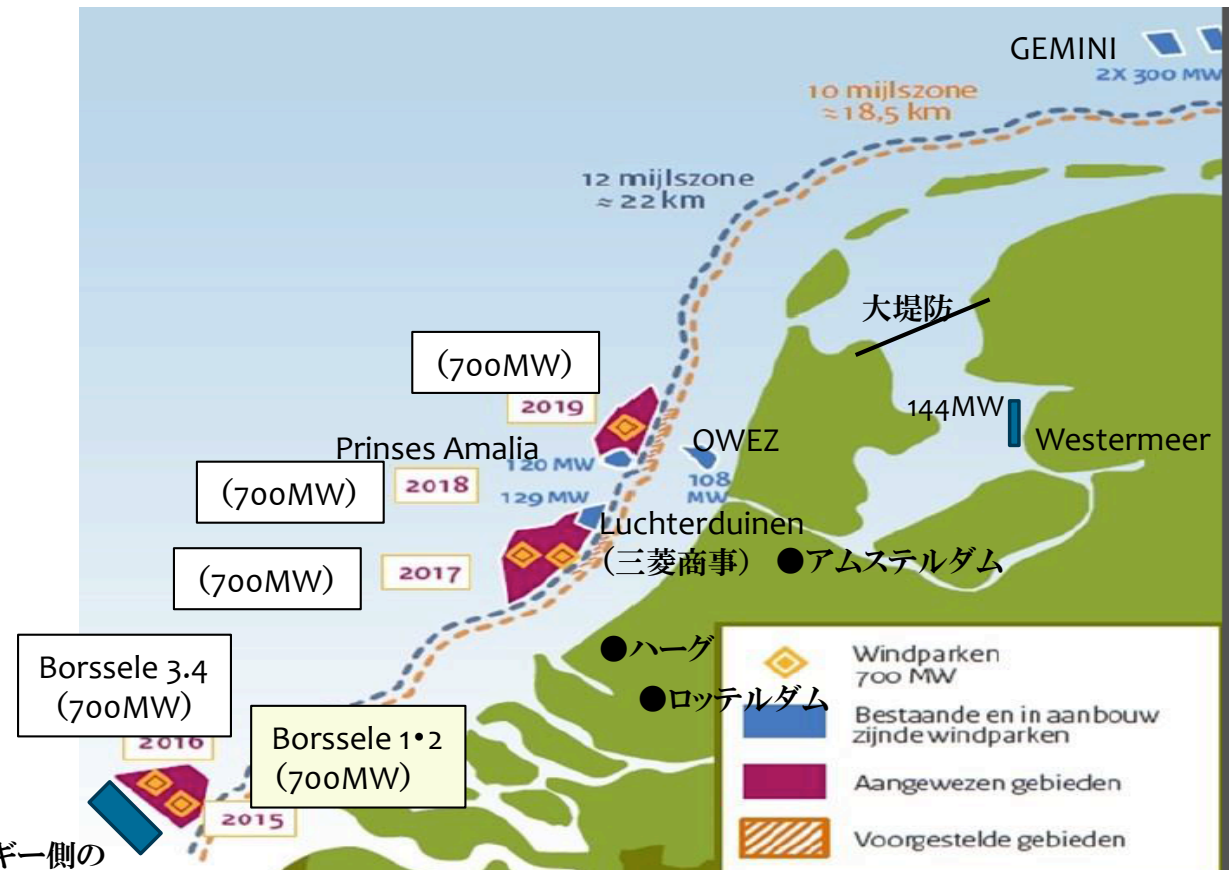 GEMINI
2X 300 MW
10 mijlszone
≈18,5 km
12 mijlszone
≈ 22 km
大堤防
(700MW)
2019
144MW
Westermeer
Prinses Amalia
120 MW
OWEZ
108
MW
(700MW)
2018
129 MW
Luchterduinen
(三菱商事)
●アムステルダム
(700MW)
2017
●ハーグ
●ロッテルダム
Borssele 3.4
(700MW)
2016
Borssele 1•2
(700MW)
2015
ギー側の
Windparken
700 MW
Bestaande en in aanbouw
zijnde windparken
Aangewezen gebieden
Voorgestelde gebieden